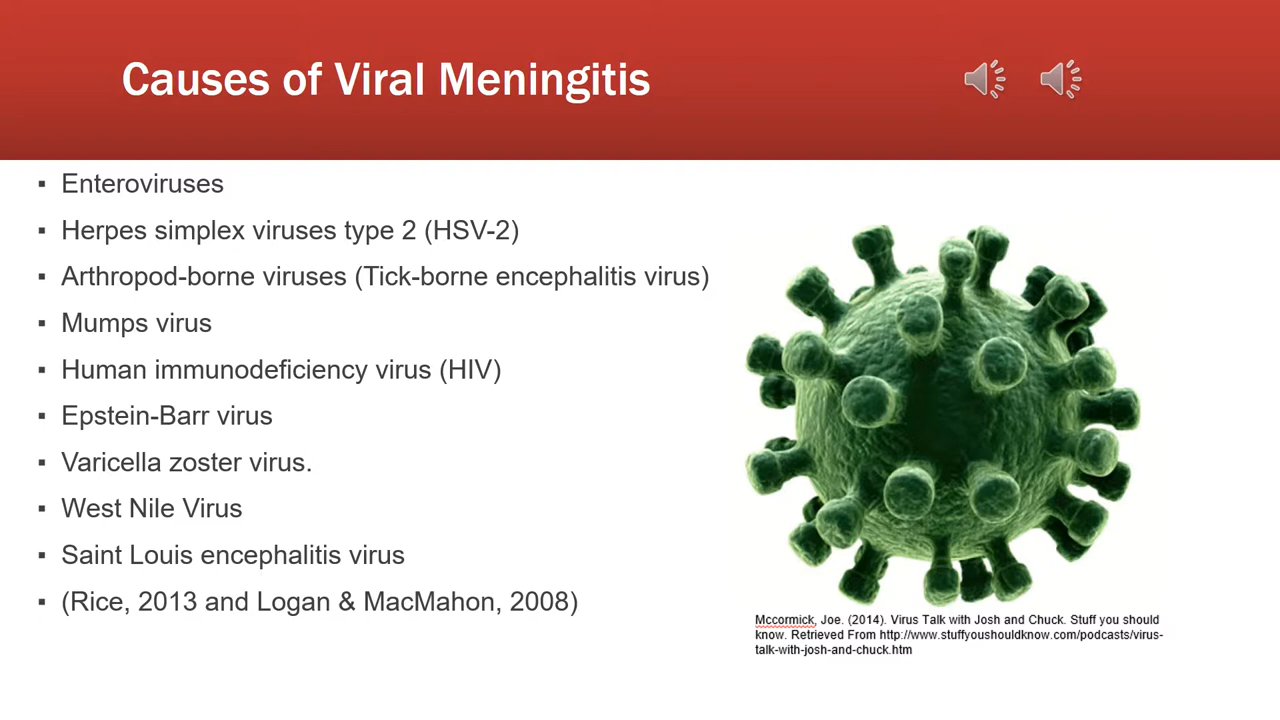 Causes of Viral Meningitis
▪ Enteroviruses
▪ Herpes simplex viruses type 2 (HSV-2)
▪ Arthropod-borne viruses (Tick-borne encephalitis virus)
▪ Mumps virus
▪ Human immunodeficiency virus (HIV)
▪ Epstein-Barr virus
▪ Varicella zoster virus.
▪ West Nile Virus
▪ Saint Louis encephalitis virus
▪ (Rice, 2013 and Logan & MacMahon, 2008)
Mccormick, Joe. (2014). Virus Talk with Josh and Chuck. Stuff you should
know. Retrieved From http://www.stuffyoushouldknow.com/podcasts/virus-
talk-with-josh-and-chuck.htm